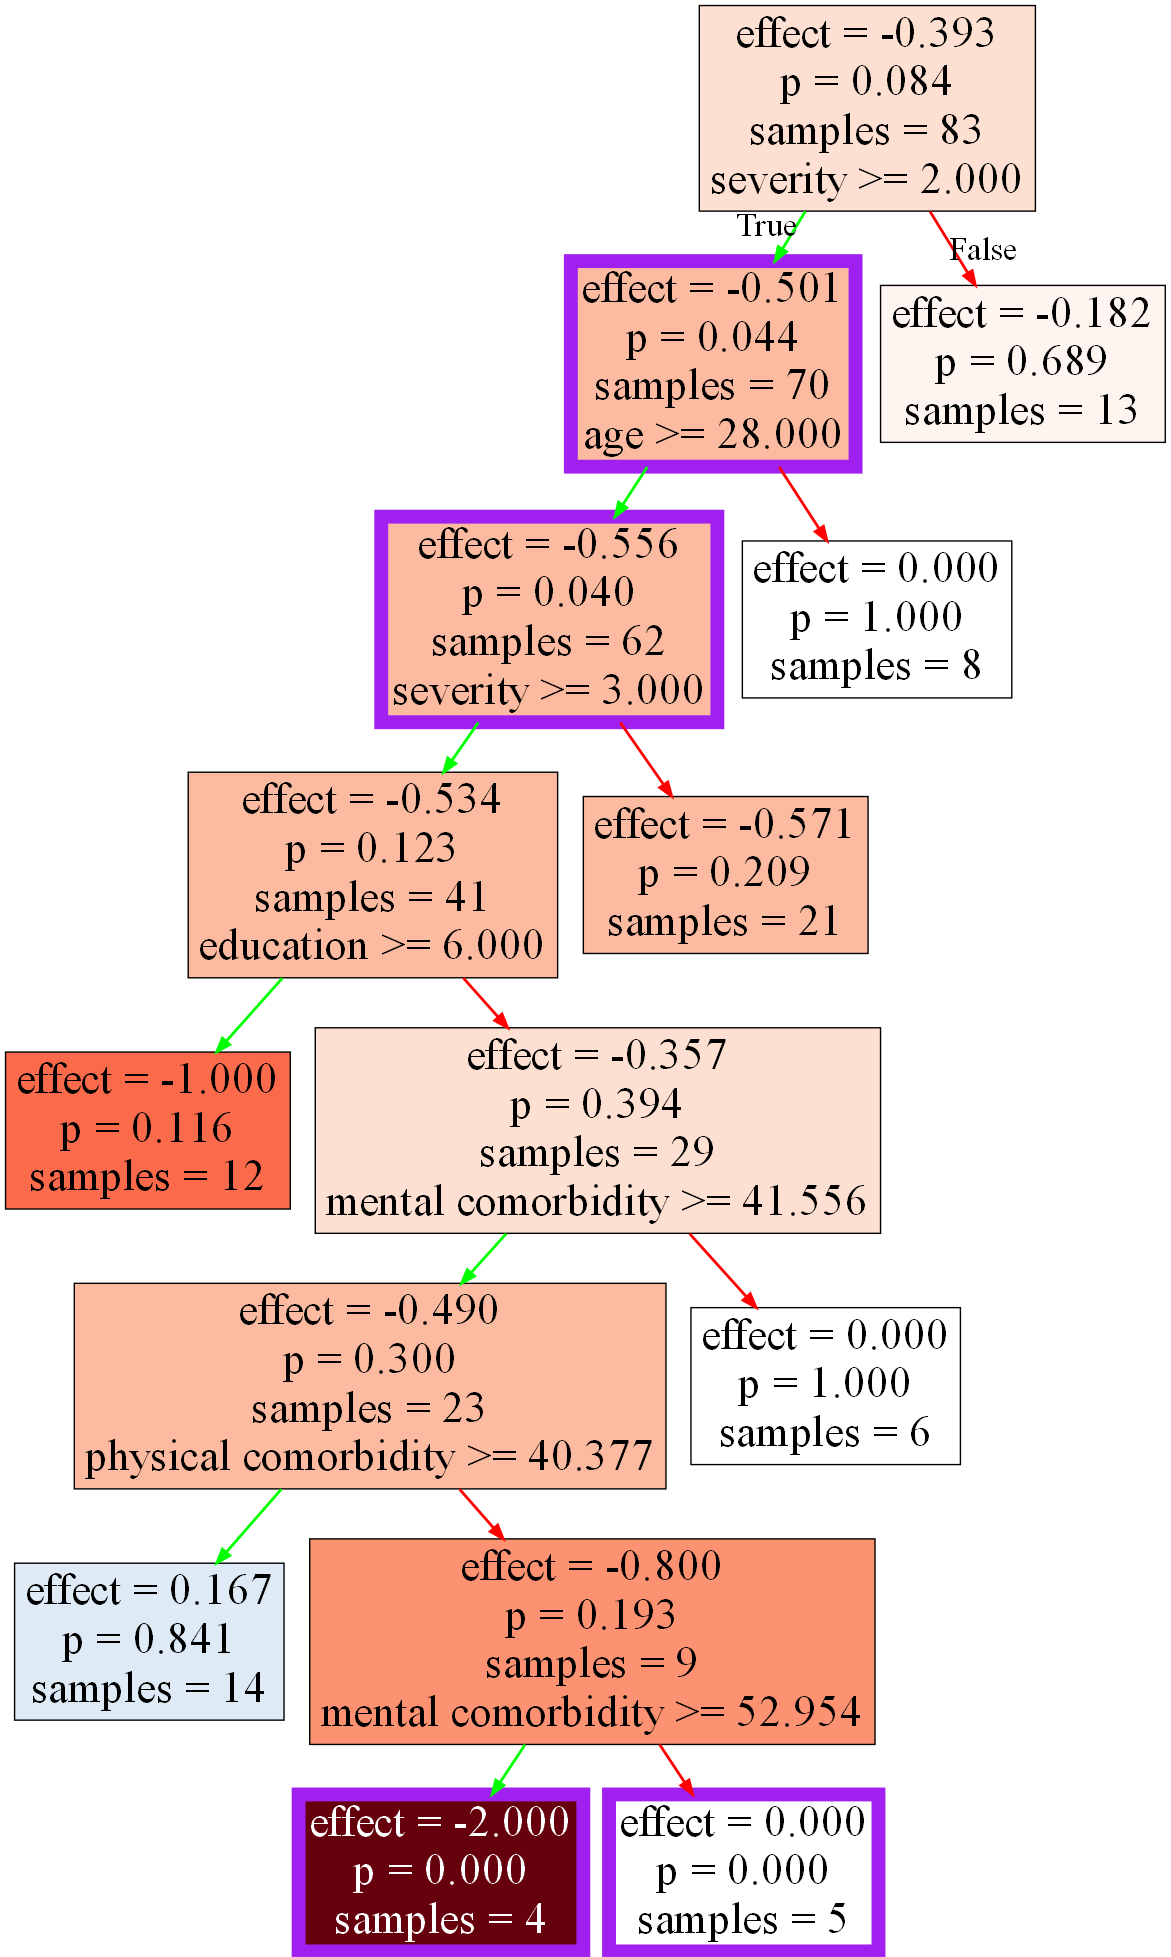 effect = -0.393
p = 0.084
samples = 83
severity >= 2.000
True
False
effect = -0.501
p = 0.044
samples = 70
age >= 28.000
effect = -0.182
p = 0.689
samples = 13
effect = -0.556
p = 0.040
samples = 62
severity >= 3.000
effect = 0.000
p = 1.000
samples = 8
effect = -0.534
p = 0.123
samples = 41
education >= 6.000
effect = -0.571
p = 0.209
samples = 21
effect = -1.000
p = 0.116
samples = 12
effect = -0.357
p = 0.394
samples = 29
mental comorbidity >= 41.556
effect = -0.490
p = 0.300
samples = 23
physical comorbidity >= 40.377
effect = 0.000
p = 1.000
samples = 6
effect = 0.167
p = 0.841
samples = 14
effect = -0.800
p = 0.193
samples = 9
mental comorbidity >= 52.954
effect = -2.000
p = 0.000
samples = 4
effect = 0.000
p = 0.000
samples = 5